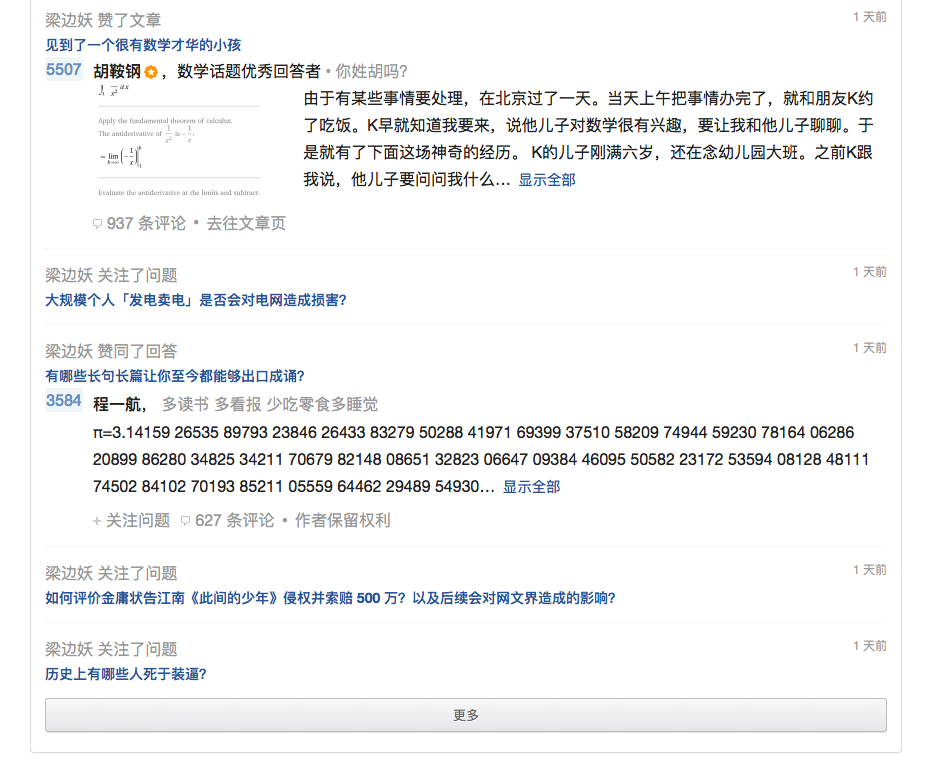 梁边妖 赞了文章
1 天前
见到了一个很有数学才华的小孩
5507
胡鞍钢，数学话题优秀回答者 • 你姓胡吗?
∫₁ 1/x² dx
Apply the fundamental theorem of calculus.
The antiderivative of 1/x² is -1/x:
= lim b→∞ (-1/x)|₁ᵇ
Evaluate the antiderivative at the limits and subtract.
由于有某些事情要处理，在北京过了一天。当天上午把事情办完了，就和朋友K约
了吃饭。K早就知道我要来，说他儿子对数学很有兴趣，要让我和他儿子聊聊。于
是就有了下面这场神奇的经历。 K的儿子刚满六岁，还在念幼儿园大班。之前K跟
我说，他儿子要问问我什么... 显示全部
937 条评论 • 去往文章页
梁边妖 关注了问题
1 天前
大规模个人「发电卖电」是否会对电网造成损害?
梁边妖 赞同了回答
1 天前
有哪些长句长篇让你至今都能够出口成诵?
3584
程一航， 多读书 多看报 少吃零食多睡觉
π=3.14159 26535 89793 23846 26433 83279 50288 41971 69399 37510 58209 74944 59230 78164 06286
20899 86280 34825 34211 70679 82148 08651 32823 06647 09384 46095 50582 23172 53594 08128 48111
74502 84102 70193 85211 05559 64462 29489 54930... 显示全部
+ 关注问题 627 条评论 • 作者保留权利
梁边妖 关注了问题
1 天前
如何评价金庸状告江南《此间的少年》侵权并索赔 500 万？以及后续会对网文界造成的影响?
梁边妖 关注了问题
1 天前
历史上有哪些人死于装逼?
更多